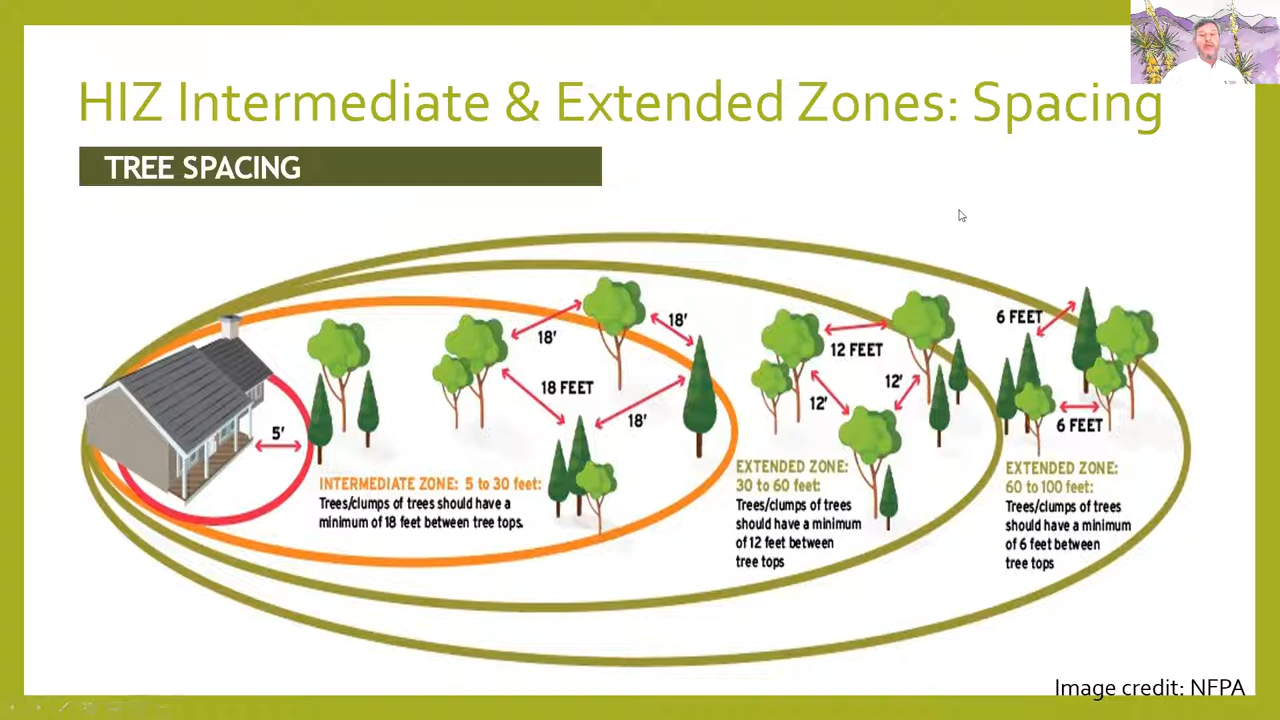 HIZ Intermediate & Extended Zones: Spacing
TREE SPACING
5'
18'
18'
18 FEET
18'
INTERMEDIATE ZONE: 5 to 30 feet:
Trees/clumps of trees should have a
minimum of 18 feet between tree tops.
12 FEET
12'
12'
EXTENDED ZONE:
30 to 60 feet:
Trees/clumps of trees
should have a minimum
of 12 feet between
tree tops
6 FEET
6 FEET
EXTENDED ZONE:
60 to 100 feet:
Trees/clumps of trees
should have a minimum
of 6 feet between
tree tops
Image credit: NFPA